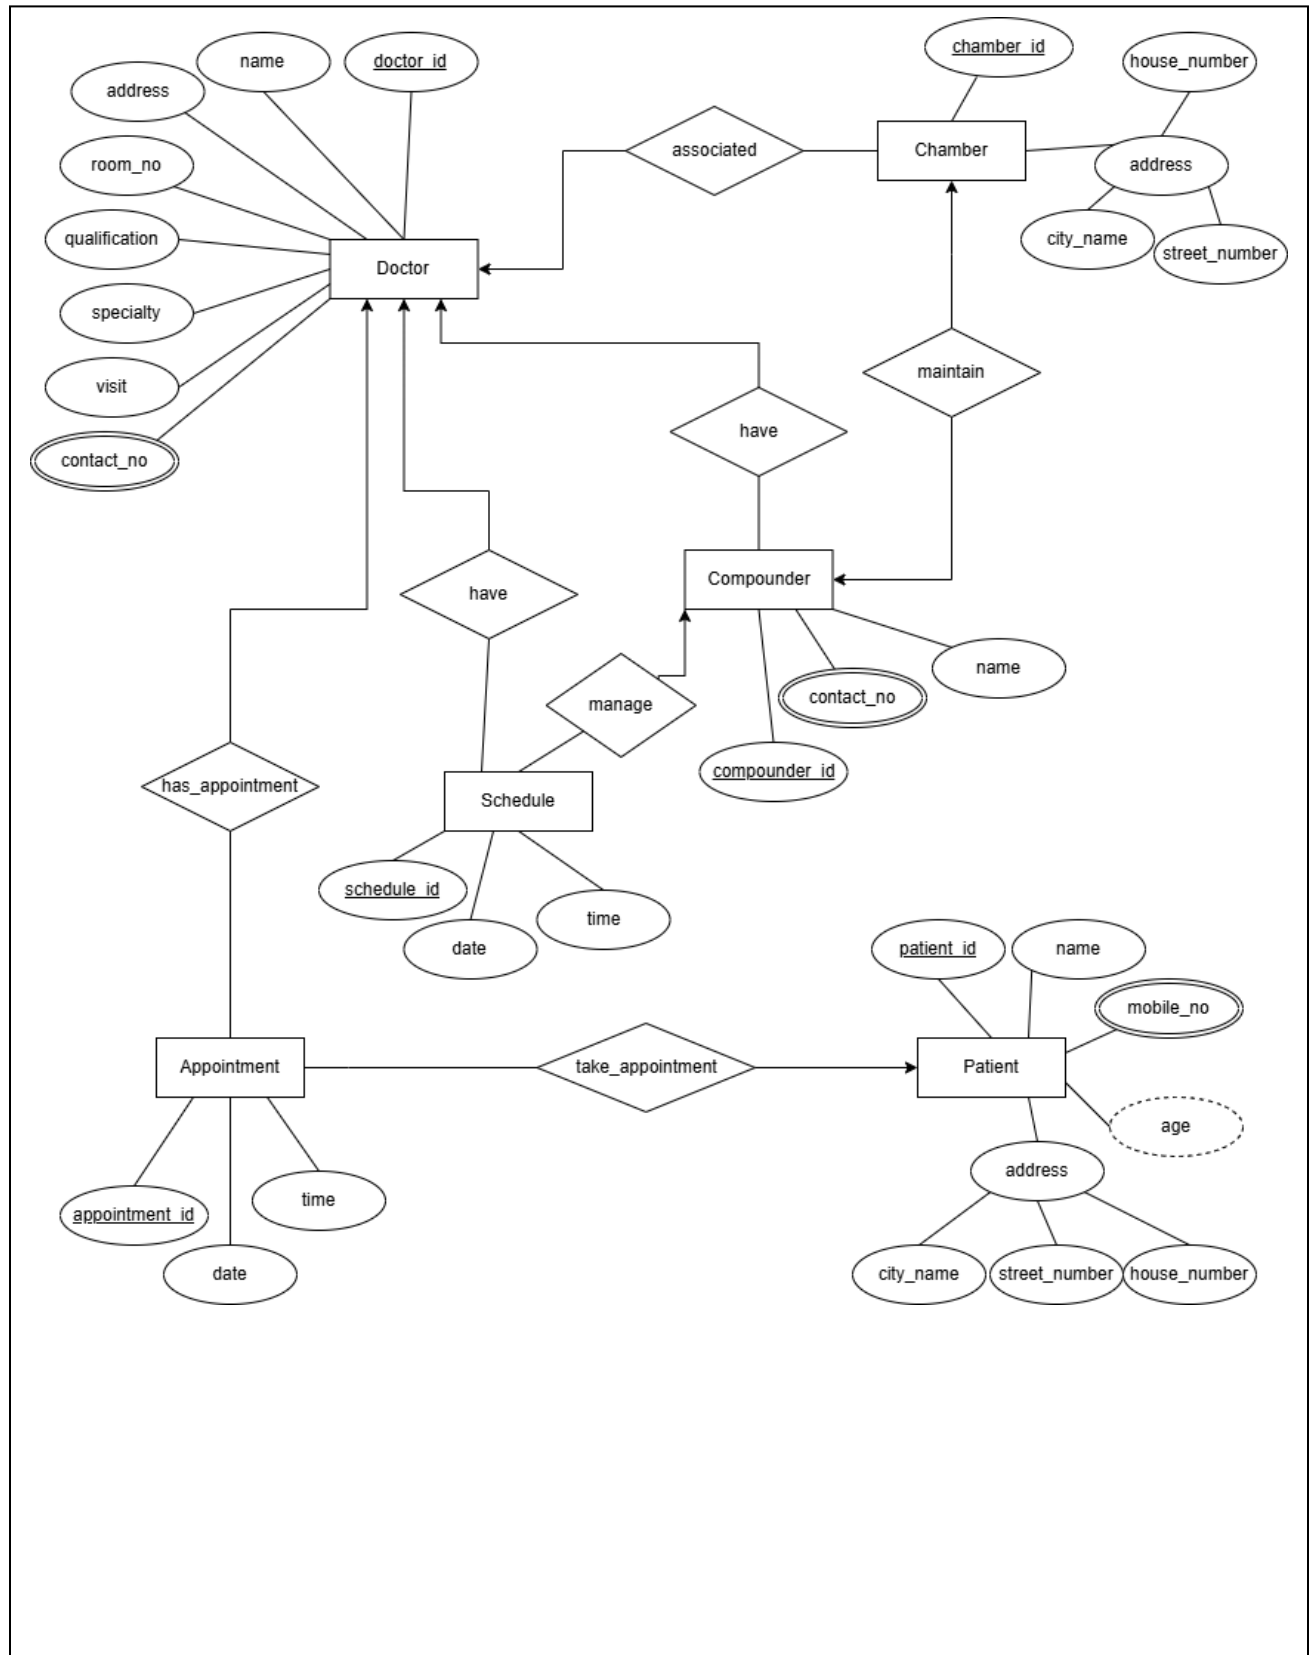 doctor_id
name
address
room_no
qualification
specialty
visit
contact_no
Doctor
associated
chamber_id
Chamber
house_number
address
city_name
street_number
maintain
have
Compounder
name
contact_no
compounder_id
have
manage
Schedule
schedule_id
date
time
has_appointment
Appointment
appointment_id
date
time
take_appointment
patient_id
name
mobile_no
Patient
age
address
city_name
street_number
house_number